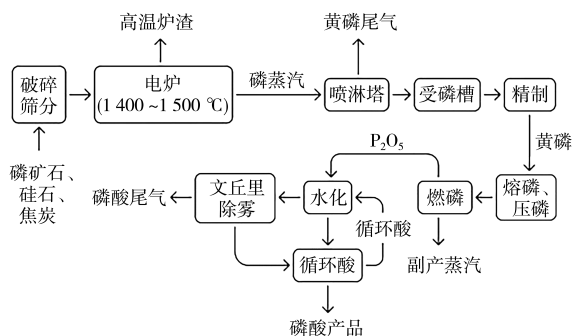 高温炉渣
黄磷尾气
破碎
筛分
电炉
(1 400 ~1 500 ℃)
磷蒸汽
喷淋塔
受磷槽
精制
磷矿石、
硅石、
焦炭
黄磷
P₂O₅
磷酸尾气
文丘里
除雾
水化
燃磷
熔磷、
压磷
循环酸
循环酸
副产蒸汽
磷酸产品